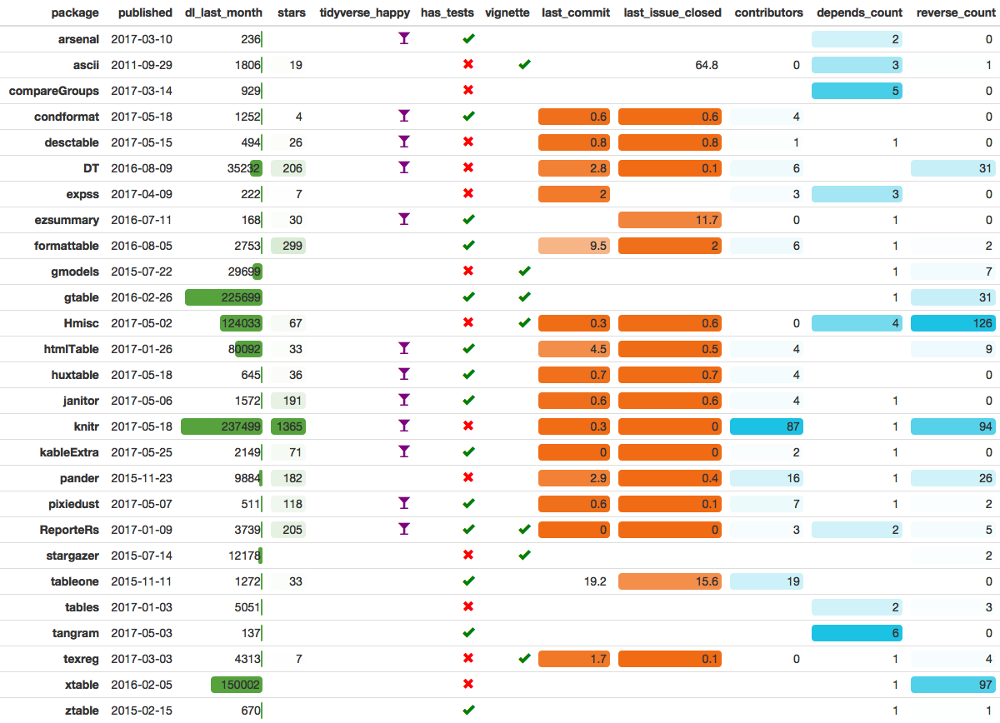 package published dl_last_month stars tidyverse_happy has_tests vignette last_commit last_issue_closed contributors depends_count reverse_count
arsenal 2017-03-10 236 2 0
ascii 2011-09-29 1806 19 64.8 0 3 1
compareGroups 2017-03-14 929 5 0
condformat 2017-05-18 1252 4 0.6 0.6 4 0
desctable 2017-05-15 494 26 0.8 0.8 1 1 0
DT 2016-08-09 35232 206 2.8 0.1 6 31
expss 2017-04-09 222 7 2 3 3 0
ezsummary 2016-07-11 168 30 11.7 0 1 0
formattable 2016-08-05 2753 299 9.5 2 6 1 2
gmodels 2015-07-22 29699 1 7
gtable 2016-02-26 225699 1 31
Hmisc 2017-05-02 124033 67 0.3 0.6 0 4 126
htmlTable 2017-01-26 80092 33 4.5 0.5 4 9
huxtable 2017-05-18 645 36 0.7 0.7 4 0
janitor 2017-05-06 1572 191 0.6 0.6 4 1 0
knitr 2017-05-18 237499 1365 0.3 0 87 1 94
kableExtra 2017-05-25 2149 71 0 0 2 1 0
pander 2015-11-23 9884 182 2.9 0.4 16 1 26
pixiedust 2017-05-07 511 118 0.6 0.1 7 1 2
ReporteRs 2017-01-09 3739 205 0 0 3 2 5
stargazer 2015-07-14 12178 2
tableone 2015-11-11 1272 33 19.2 15.6 19 0
tables 2017-01-03 5051 2 3
tangram 2017-05-03 137 6 0
texreg 2017-03-03 4313 7 1.7 0.1 0 1 4
xtable 2016-02-05 150002 1 97
ztable 2015-02-15 670 1 1